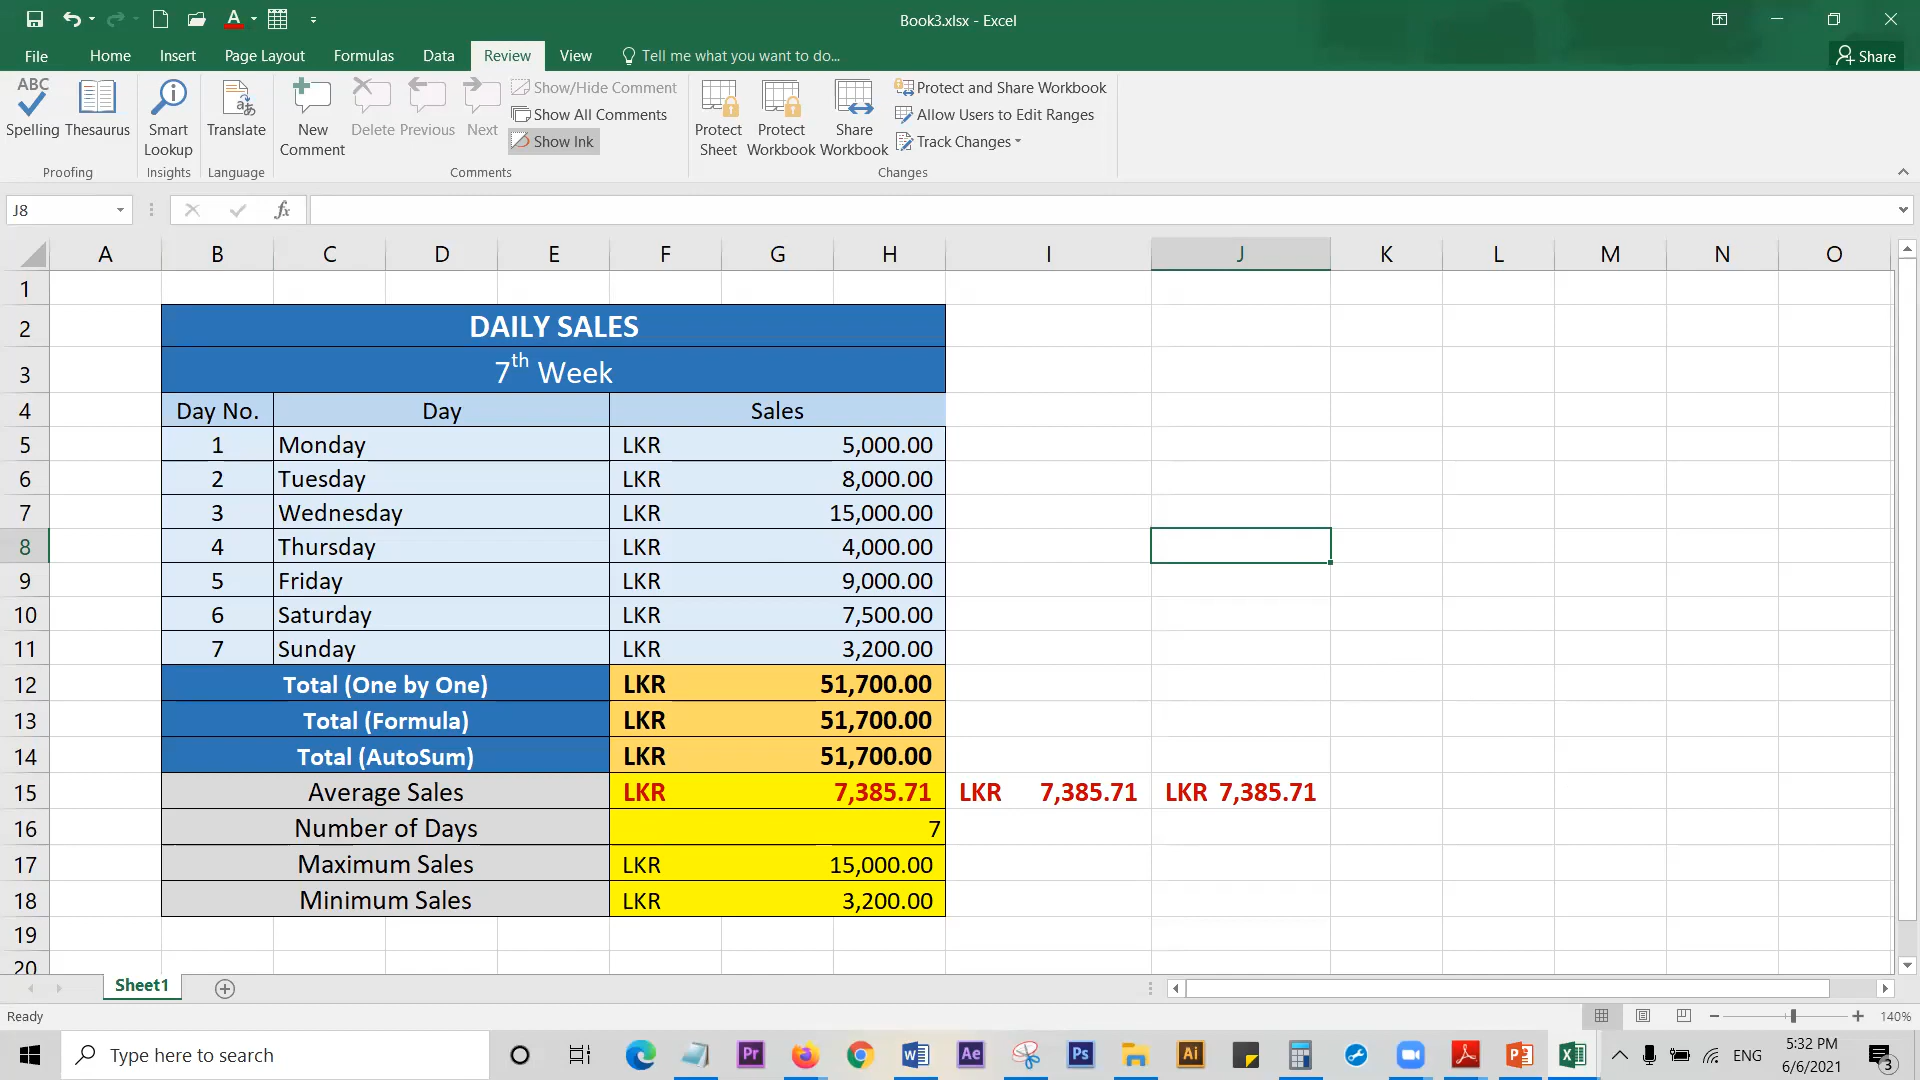 Book3.xlsx - Excel
File Home Insert Page Layout Formulas Data Review View Tell me what you want to do... Share
ABC
Spelling Thesaurus Smart Lookup Translate New Comment Delete Previous Next
Show/Hide Comment
Show All Comments
Show Ink
Protect Sheet Protect Workbook Share Workbook
Protect and Share Workbook
Allow Users to Edit Ranges
Track Changes
Proofing Insights Language Comments Changes
J8 fx
A B C D E F G H I J K L M N O
1
2 DAILY SALES
3 7th Week
4 Day No. Day Sales
5 1 Monday LKR 5,000.00
6 2 Tuesday LKR 8,000.00
7 3 Wednesday LKR 15,000.00
8 4 Thursday LKR 4,000.00
9 5 Friday LKR 9,000.00
10 6 Saturday LKR 7,500.00
11 7 Sunday LKR 3,200.00
12 Total (One by One) LKR 51,700.00
13 Total (Formula) LKR 51,700.00
14 Total (AutoSum) LKR 51,700.00
15 Average Sales LKR 7,385.71 LKR 7,385.71 LKR 7,385.71
16 Number of Days 7
17 Maximum Sales LKR 15,000.00
18 Minimum Sales LKR 3,200.00
19
20
Sheet1
Ready 140%
Type here to search Pr Ae Ps Ai ENG 5:32 PM
6/6/2021 3